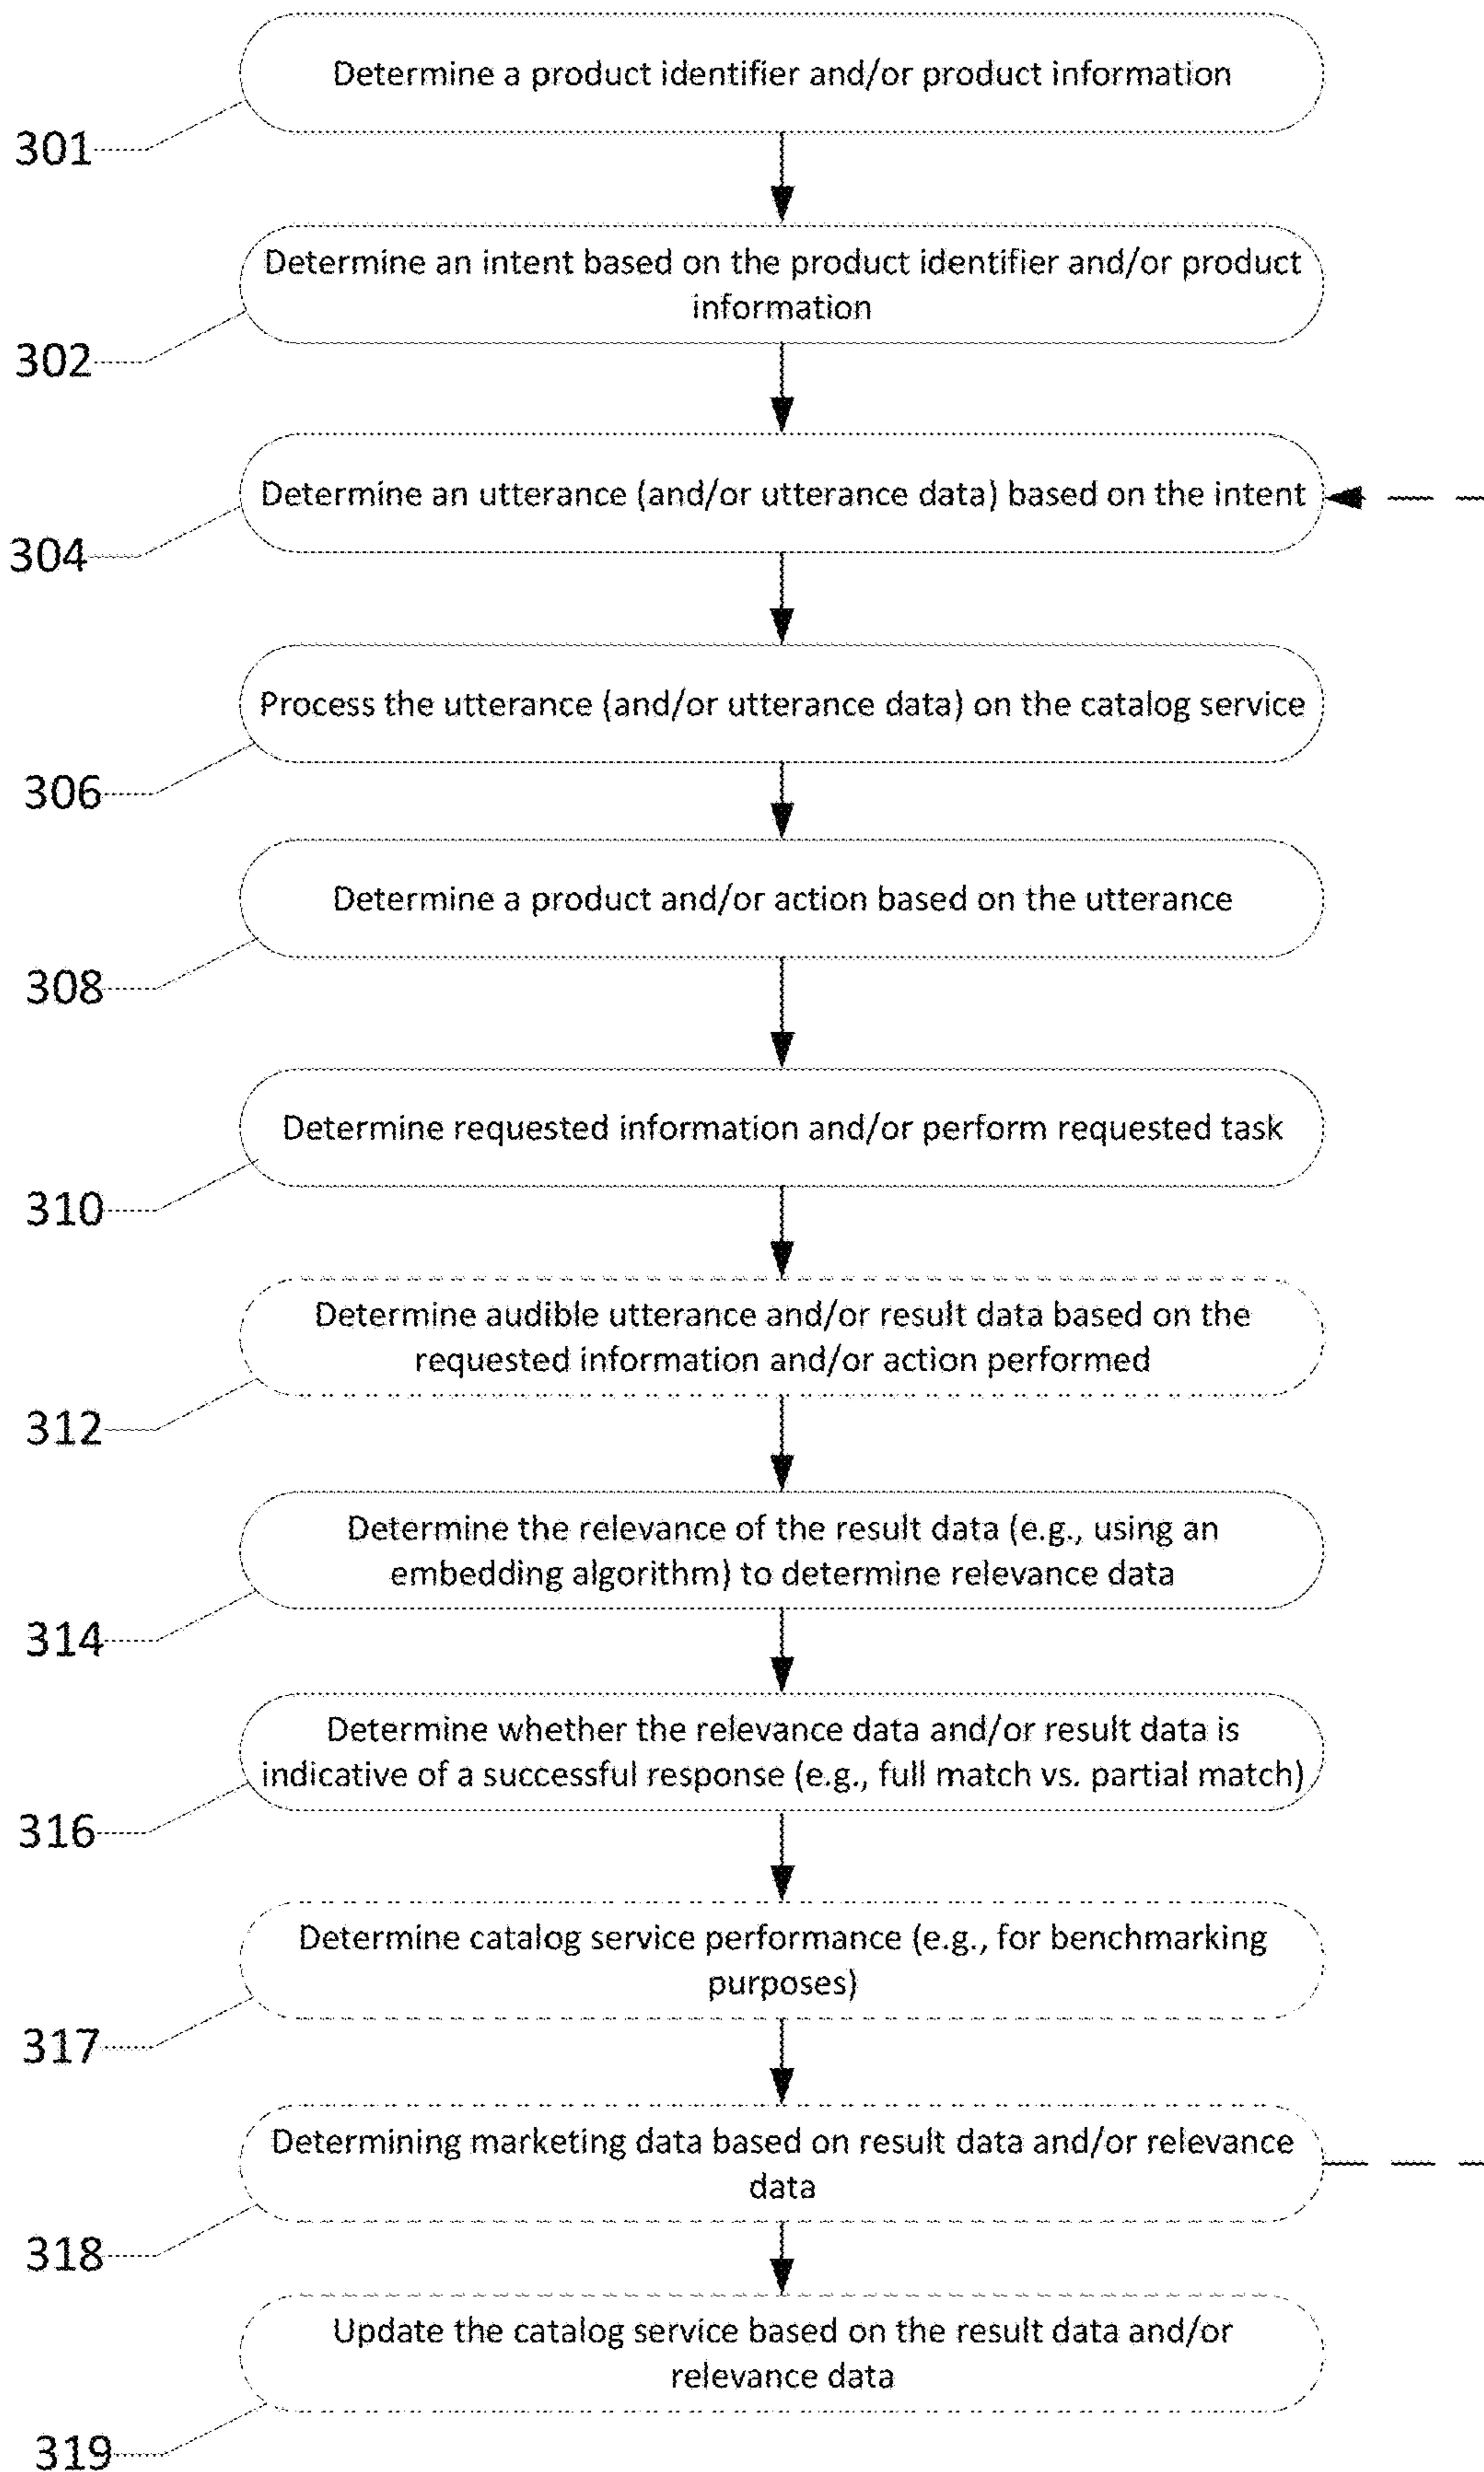 Determine a product identifier and/or product information
301
Determine an intent based on the product identifier and/or product
information
302
Determine an utterance (and/or utterance data) based on the intent
304
Process the utterance (and/or utterance data) on the catalog service
306
Determine a product and/or action based on the utterance
308
Determine requested information and/or perform requested task
310
Determine audible utterance and/or result data based on the
requested information and/or action performed
312
Determine the relevance of the result data (e.g., using an
embedding algorithm) to determine relevance data
314
Determine whether the relevance data and/or result data is
indicative of a successful response (e.g., full match vs. partial match)
316
Determine catalog service performance (e.g., for benchmarking
purposes)
317
Determining marketing data based on result data and/or relevance
data
318
Update the catalog service based on the result data and/or
relevance data
319